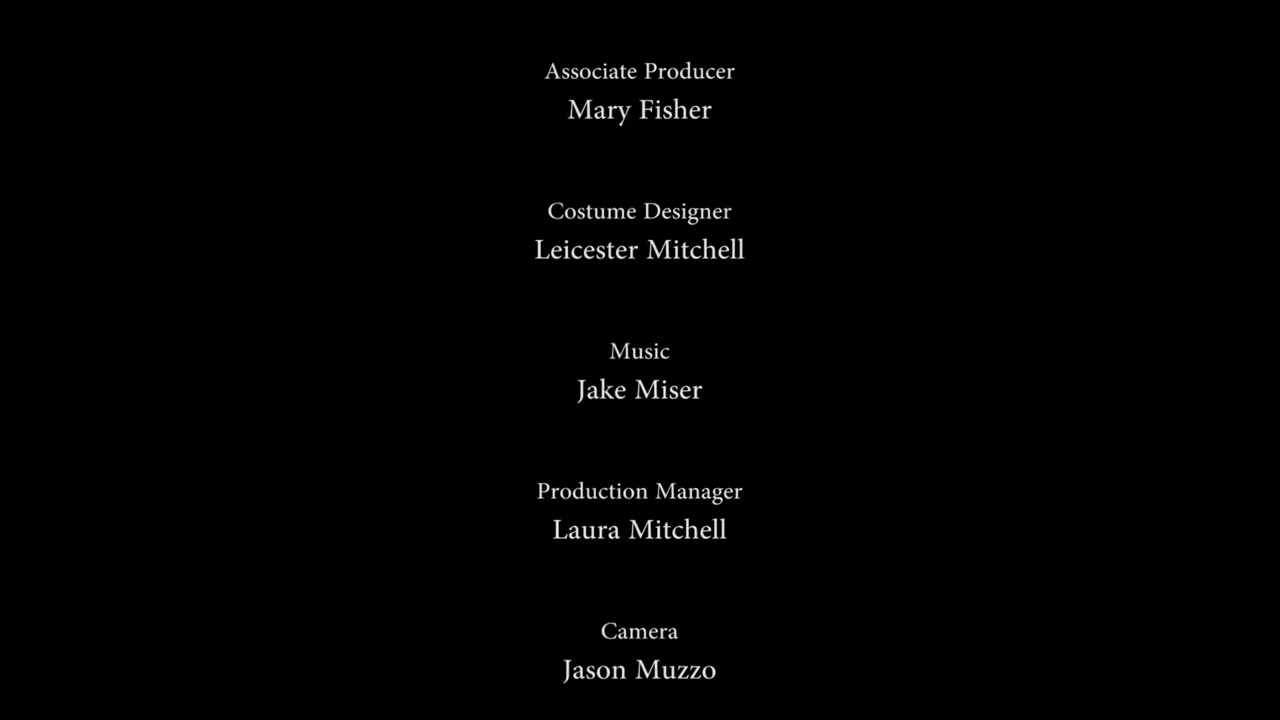 Associate Producer
Mary Fisher
Costume Designer
Leicester Mitchell
Music
Jake Miser
Production Manager
Laura Mitchell
Camera
Jason Muzzo